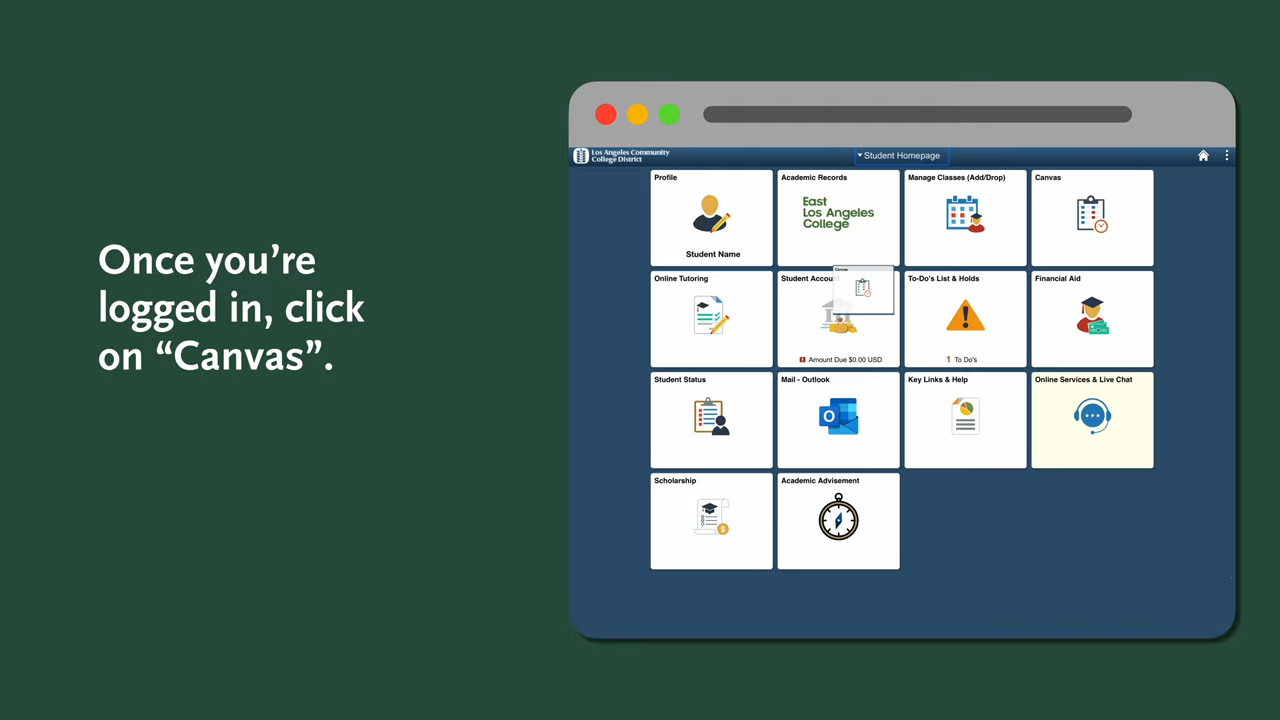 Once you're
logged in, click
on “Canvas”.
Los Angeles Community
College District
Student Homepage
Profile
Student Name
Academic Records
East
Los Angeles
College
Manage Classes (Add/Drop)
Canvas
Online Tutoring
Student Accou
Canvas
Amount Due $0.00 USD
To-Do's List & Holds
1 To Do's
Financial Aid
Student Status
Mail - Outlook
O
Key Links & Help
Online Services & Live Chat
Scholarship
$
Academic Advisement